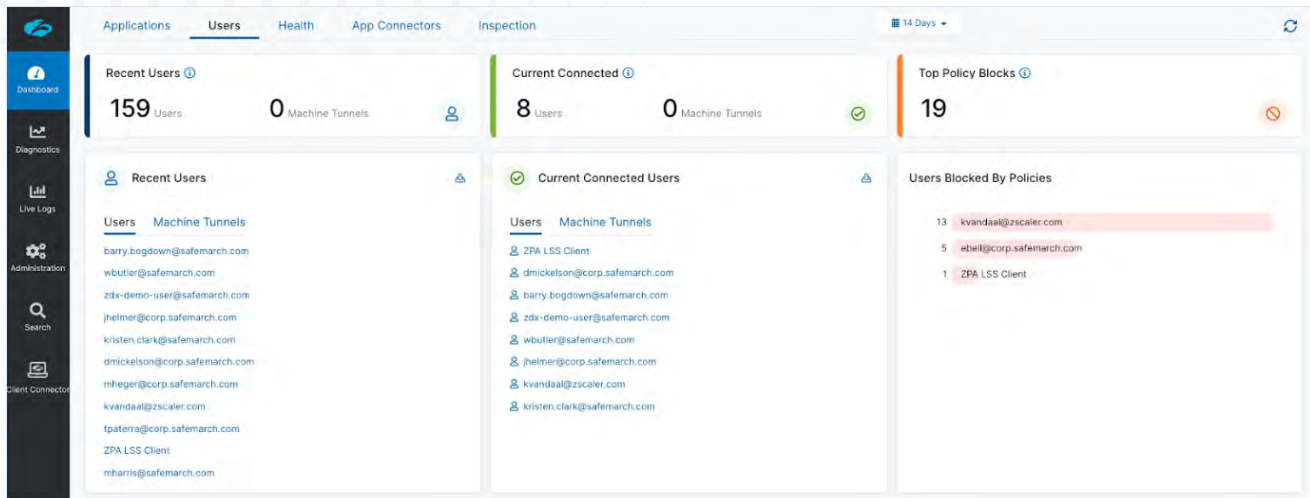 Applications Users Health App Connectors Inspection 14 Days
Dashboard
Diagnostics
Live Logs
Administration
Search
Client Connector
Recent Users
159 Users 0 Machine Tunnels
Current Connected
8 Users 0 Machine Tunnels
Top Policy Blocks
19
Recent Users
Users Machine Tunnels
barry.bogdown@safemarch.com
wbutler@safemarch.com
zdx-demo-user@safemarch.com
jhelmer@corp.safemarch.com
kristen.clark@safemarch.com
dmickelson@corp.safemarch.com
mheger@corp.safemarch.com
kvandaal@zscaler.com
tpaterra@corp.safemarch.com
ZPA LSS Client
mharris@safemarch.com
Current Connected Users
Users Machine Tunnels
ZPA LSS Client
dmickelson@corp.safemarch.com
barry.bogdown@safemarch.com
zdx-demo-user@safemarch.com
wbutler@safemarch.com
jhelmer@corp.safemarch.com
kvandaal@zscaler.com
kristen.clark@safemarch.com
Users Blocked By Policies
13 kvandaal@zscaler.com
5 ebell@corp.safemarch.com
1 ZPA LSS Client